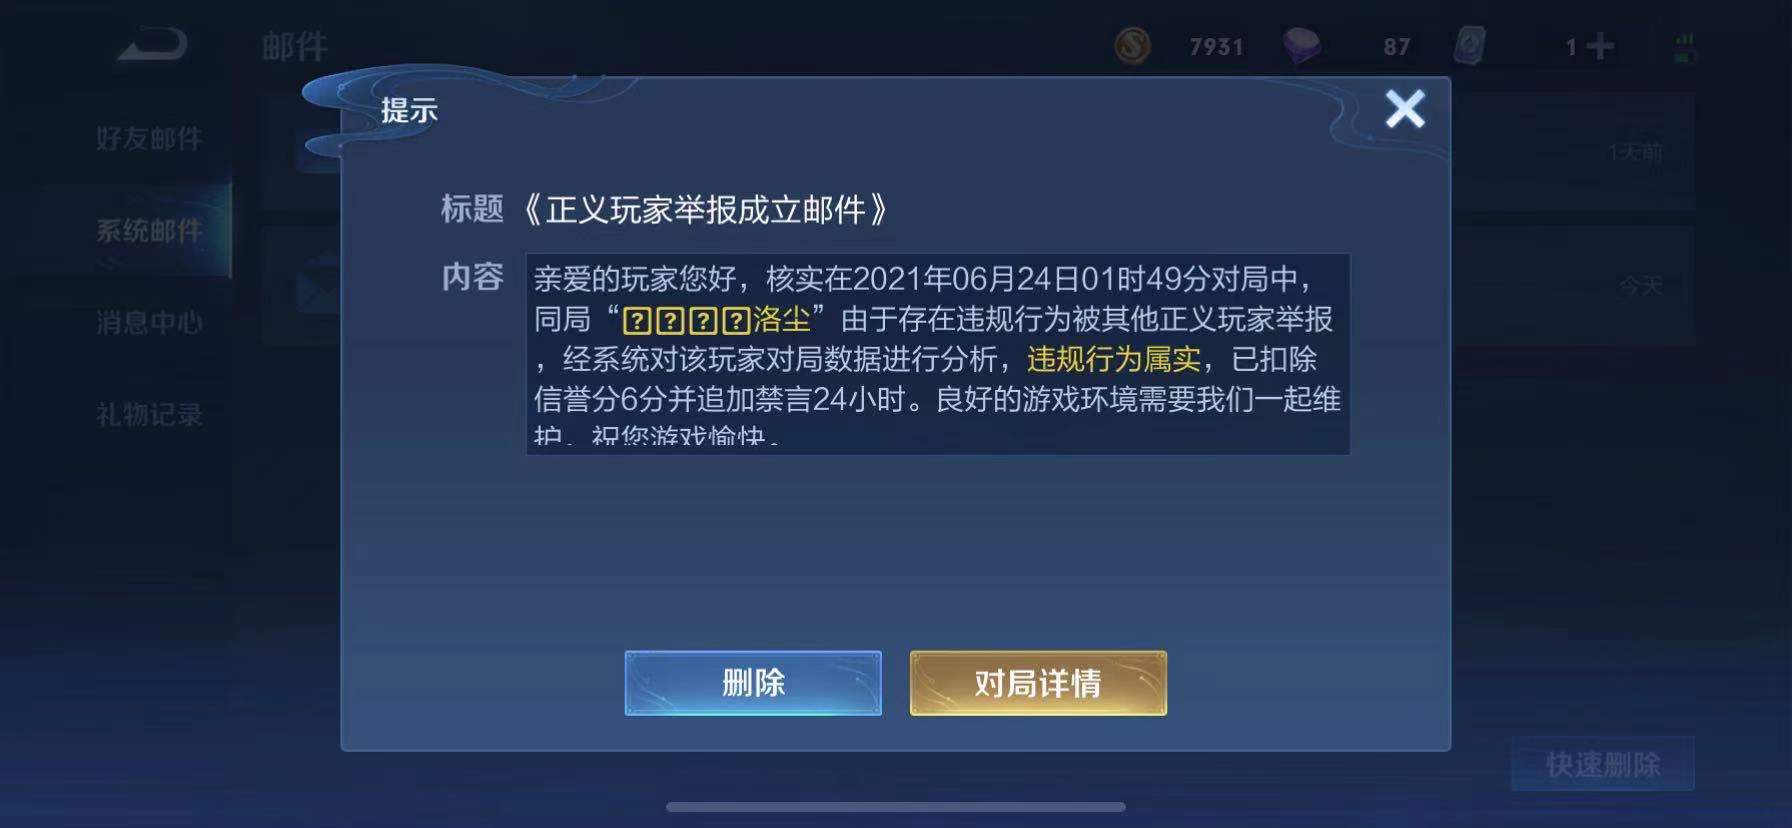 邮件
7931
87
1
提示
好友邮件
1天前
标题 《正义玩家举报成立邮件》
系统邮件
内容
亲爱的玩家您好，核实在2021年06月24日01时49分对局中，
同局“????洛尘”由于存在违规行为被其他正义玩家举报
，经系统对该玩家对局数据进行分析，违规行为属实，已扣除
信誉分6分并追加禁言24小时。良好的游戏环境需要我们一起维
护。祝您游戏愉快。
今天
消息中心
礼物记录
删除
对局详情
快速删除